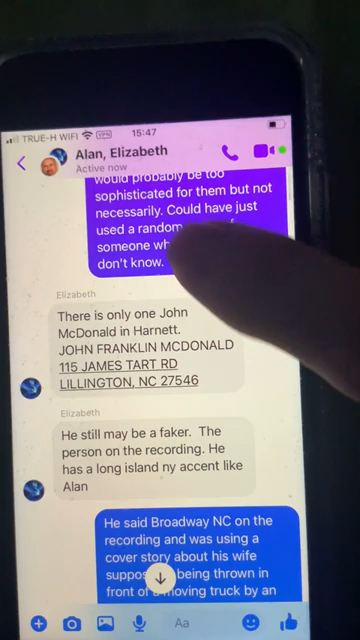 TRUE-H WIFI VPN 15:47
Alan, Elizabeth
Active now
would probably be too
sophisticated for them but not
necessarily. Could have just
used a random
someone
don't know.
Elizabeth
There is only one John
McDonald in Harnett.
JOHN FRANKLIN MCDONALD
115 JAMES TART RD
LILLINGTON, NC 27546
Elizabeth
He still may be a faker. The
person on the recording. He
has a long island ny accent like
Alan
He said Broadway NC on the
recording and was using a
cover story about his wife
being thrown in
front of a moving truck by an
Aa